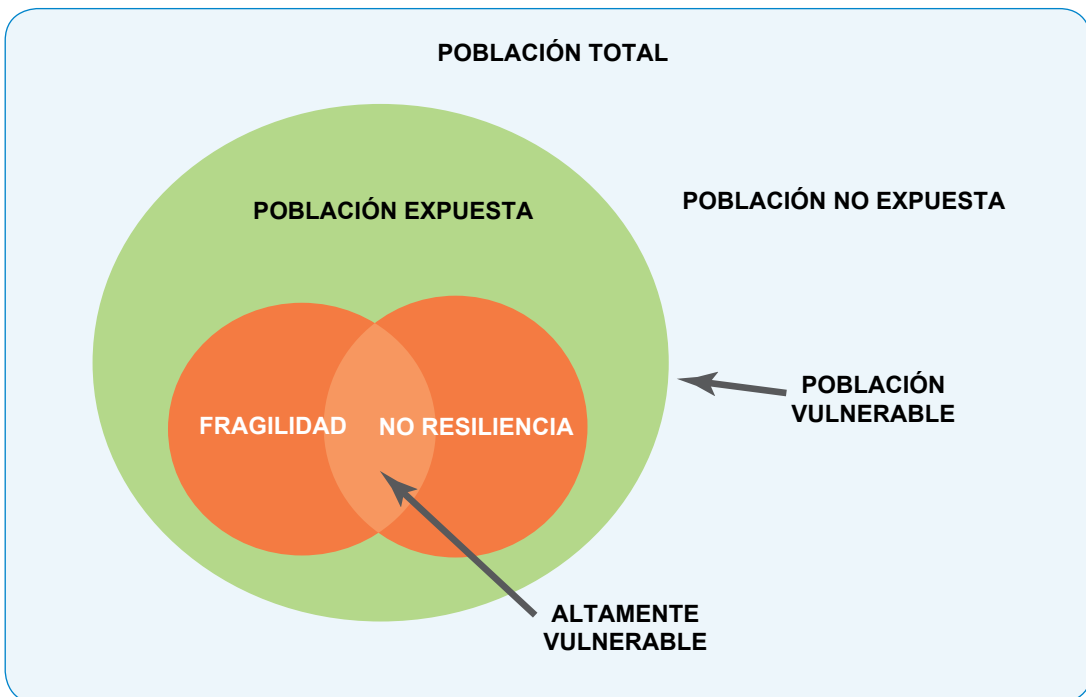 POBLACIÓN TOTAL
POBLACIÓN EXPUESTA
POBLACIÓN NO EXPUESTA
POBLACIÓN
VULNERABLE
FRAGILIDAD
NO RESILIENCIA
ALTAMENTE
VULNERABLE